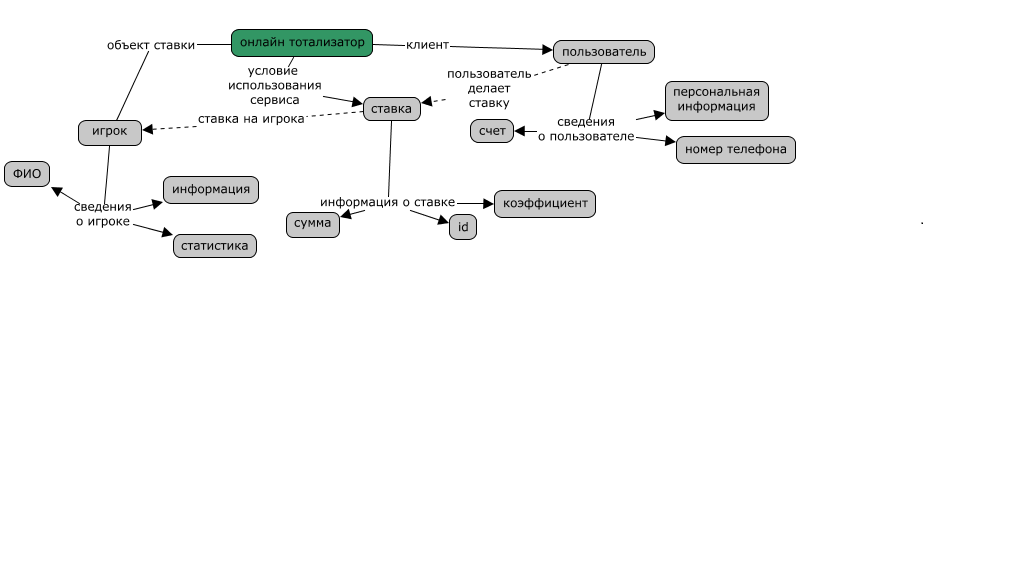 объект ставки
онлайн тотализатор
клиент
пользователь
условие
использования
сервиса
пользователь
делает
ставку
ставка
персональная
информация
ставка на игрока
игрок
счет
сведения
о пользователе
номер телефона
ФИО
информация
сведения
о игроке
статистика
информация о ставке
коэффициент
сумма
id
.